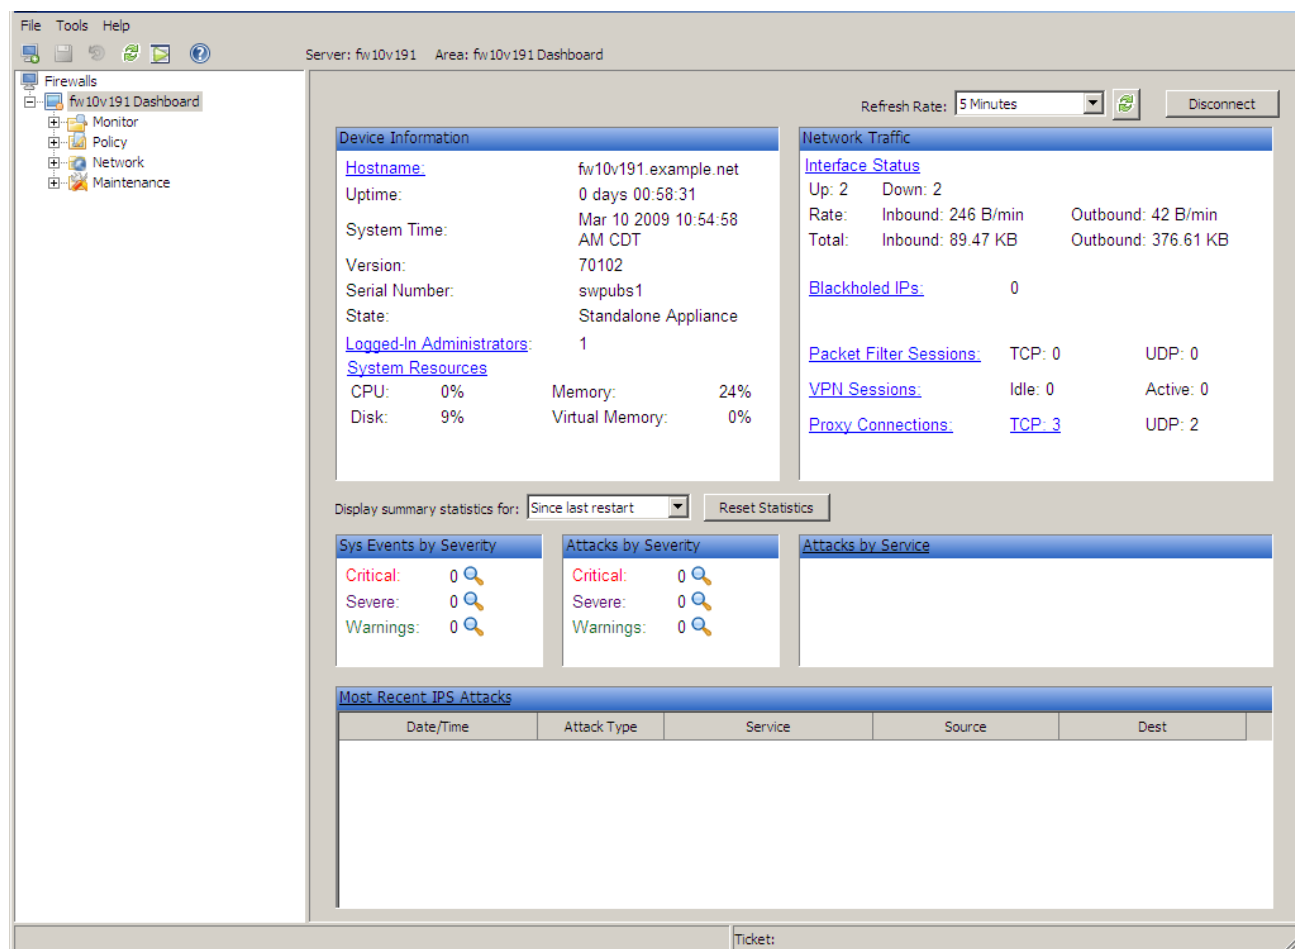 File Tools Help
Server: fw10v191 Area: fw10v191 Dashboard
Firewalls
fw10v191 Dashboard
Monitor
Policy
Network
Maintenance
Refresh Rate: 5 Minutes Disconnect
Device Information
Hostname: fw10v191.example.net
Uptime: 0 days 00:58:31
System Time: Mar 10 2009 10:54:58
AM CDT
Version: 70102
Serial Number: swpubs1
State: Standalone Appliance
Logged-In Administrators: 1
System Resources
CPU: 0% Memory: 24%
Disk: 9% Virtual Memory: 0%
Network Traffic
Interface Status
Up: 2 Down: 2
Rate: Inbound: 246 B/min Outbound: 42 B/min
Total: Inbound: 89.47 KB Outbound: 376.61 KB
Blackholed IPs: 0
Packet Filter Sessions: TCP: 0 UDP: 0
VPN Sessions: Idle: 0 Active: 0
Proxy Connections: TCP: 3 UDP: 2
Display summary statistics for: Since last restart Reset Statistics
Sys Events by Severity
Critical: 0
Severe: 0
Warnings: 0
Attacks by Severity
Critical: 0
Severe: 0
Warnings: 0
Attacks by Service
Most Recent IPS Attacks
Date/Time Attack Type Service Source Dest
Ticket: